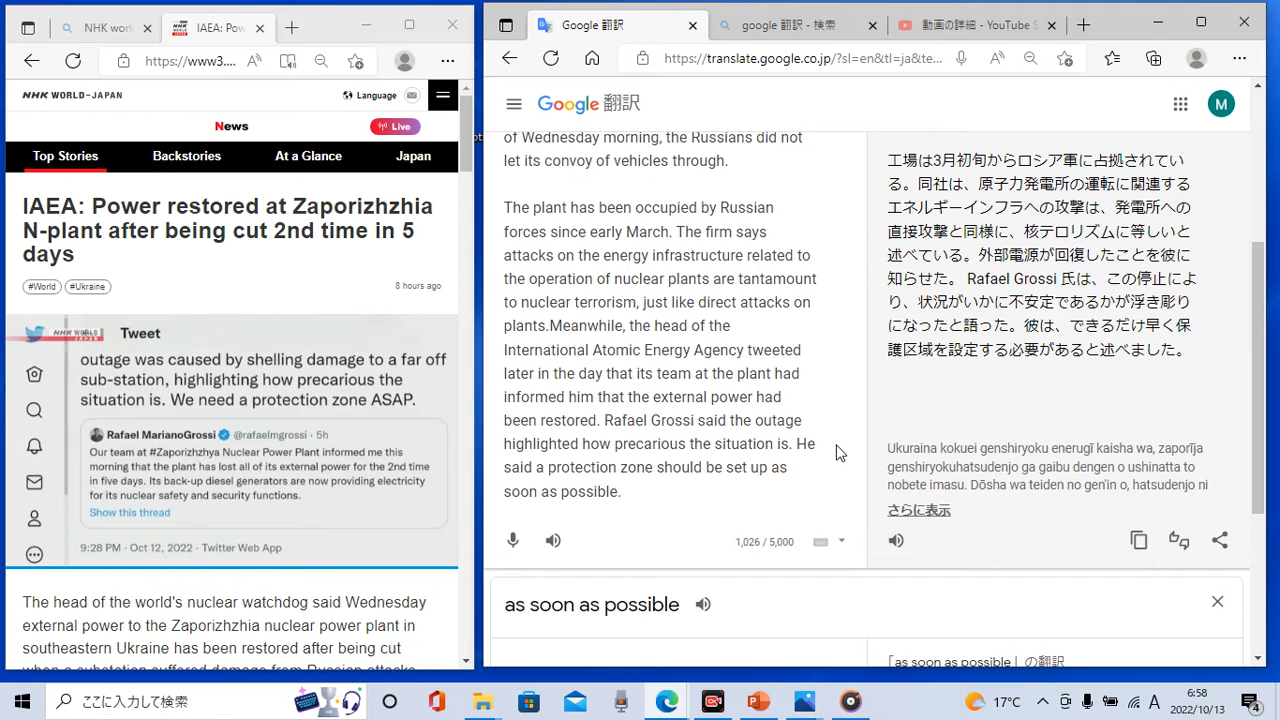 NHK worl
IAEA: Pow
https://www3....
NHK WORLD-JAPAN
Language
News
Live
Top Stories
Backstories
At a Glance
Japan
IAEA: Power restored at Zaporizhzhia
N-plant after being cut 2nd time in 5
days
#World
#Ukraine
8 hours ago
NHK WORLD
JAPAN
Tweet
outage was caused by shelling damage to a far off
sub-station, highlighting how precarious the
situation is. We need a protection zone ASAP.
Rafael MarianoGrossi @rafaelmgrossi · 5h
Our team at #Zaporizhzhya Nuclear Power Plant informed me this
morning that the plant has lost all of its external power for the 2nd time
in five days. Its back-up diesel generators are now providing electricity
for its nuclear safety and security functions.
Show this thread
9:28 PM · Oct 12, 2022 · Twitter Web App
The head of the world's nuclear watchdog said Wednesday
external power to the Zaporizhzhia nuclear power plant in
southeastern Ukraine has been restored after being cut
when a substation suffered damage from Russian attacks
Google 翻訳
google 翻訳 - 検索
動画の詳細 - YouTube S
https://translate.google.co.jp/?sl=en&tl=ja&te...
Google 翻訳
M
of Wednesday morning, the Russians did not
let its convoy of vehicles through.
The plant has been occupied by Russian
forces since early March. The firm says
attacks on the energy infrastructure related to
the operation of nuclear plants are tantamount
to nuclear terrorism, just like direct attacks on
plants.Meanwhile, the head of the
International Atomic Energy Agency tweeted
later in the day that its team at the plant had
informed him that the external power had
been restored. Rafael Grossi said the outage
highlighted how precarious the situation is. He
said a protection zone should be set up as
soon as possible.
1,026 / 5,000
工場は3月初旬からロシア軍に占拠されてい
る。同社は、原子力発電所の運転に関連する
エネルギーインフラへの攻撃は、発電所への
直接攻撃と同様に、核テロリズムに等しいと
述べている。外部電源が回復したことを彼に
知らせた。 Rafael Grossi 氏は、この停止によ
り、状況がいかに不安定であるかが浮き彫り
になったと語った。彼は、できるだけ早く保
護区域を設定する必要があると述べました。
Ukuraina kokuei genshiryoku enerugī kaisha wa, zaporīja
genshiryokuhatsudenjo ga gaibu dengen o ushinatta to
nobete imasu. Dōsha wa teiden no gen'in o, hatsudenjo ni
さらに表示
as soon as possible
「as soon as possible」の翻訳
ここに入力して検索
17°C
A
6:58
2022/10/13
4